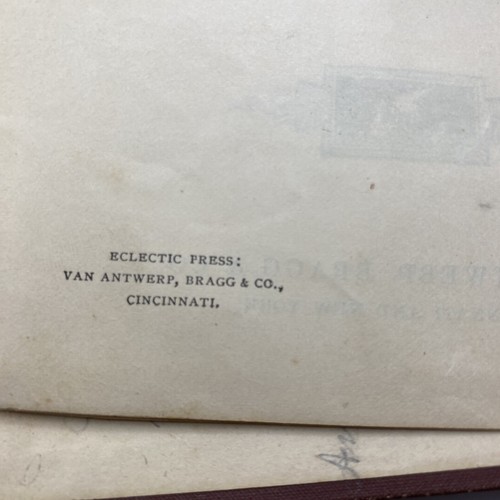 ECLECTIC PRESS:
VAN ANTWERP, BRAGG & CO.,
CINCINNATI.